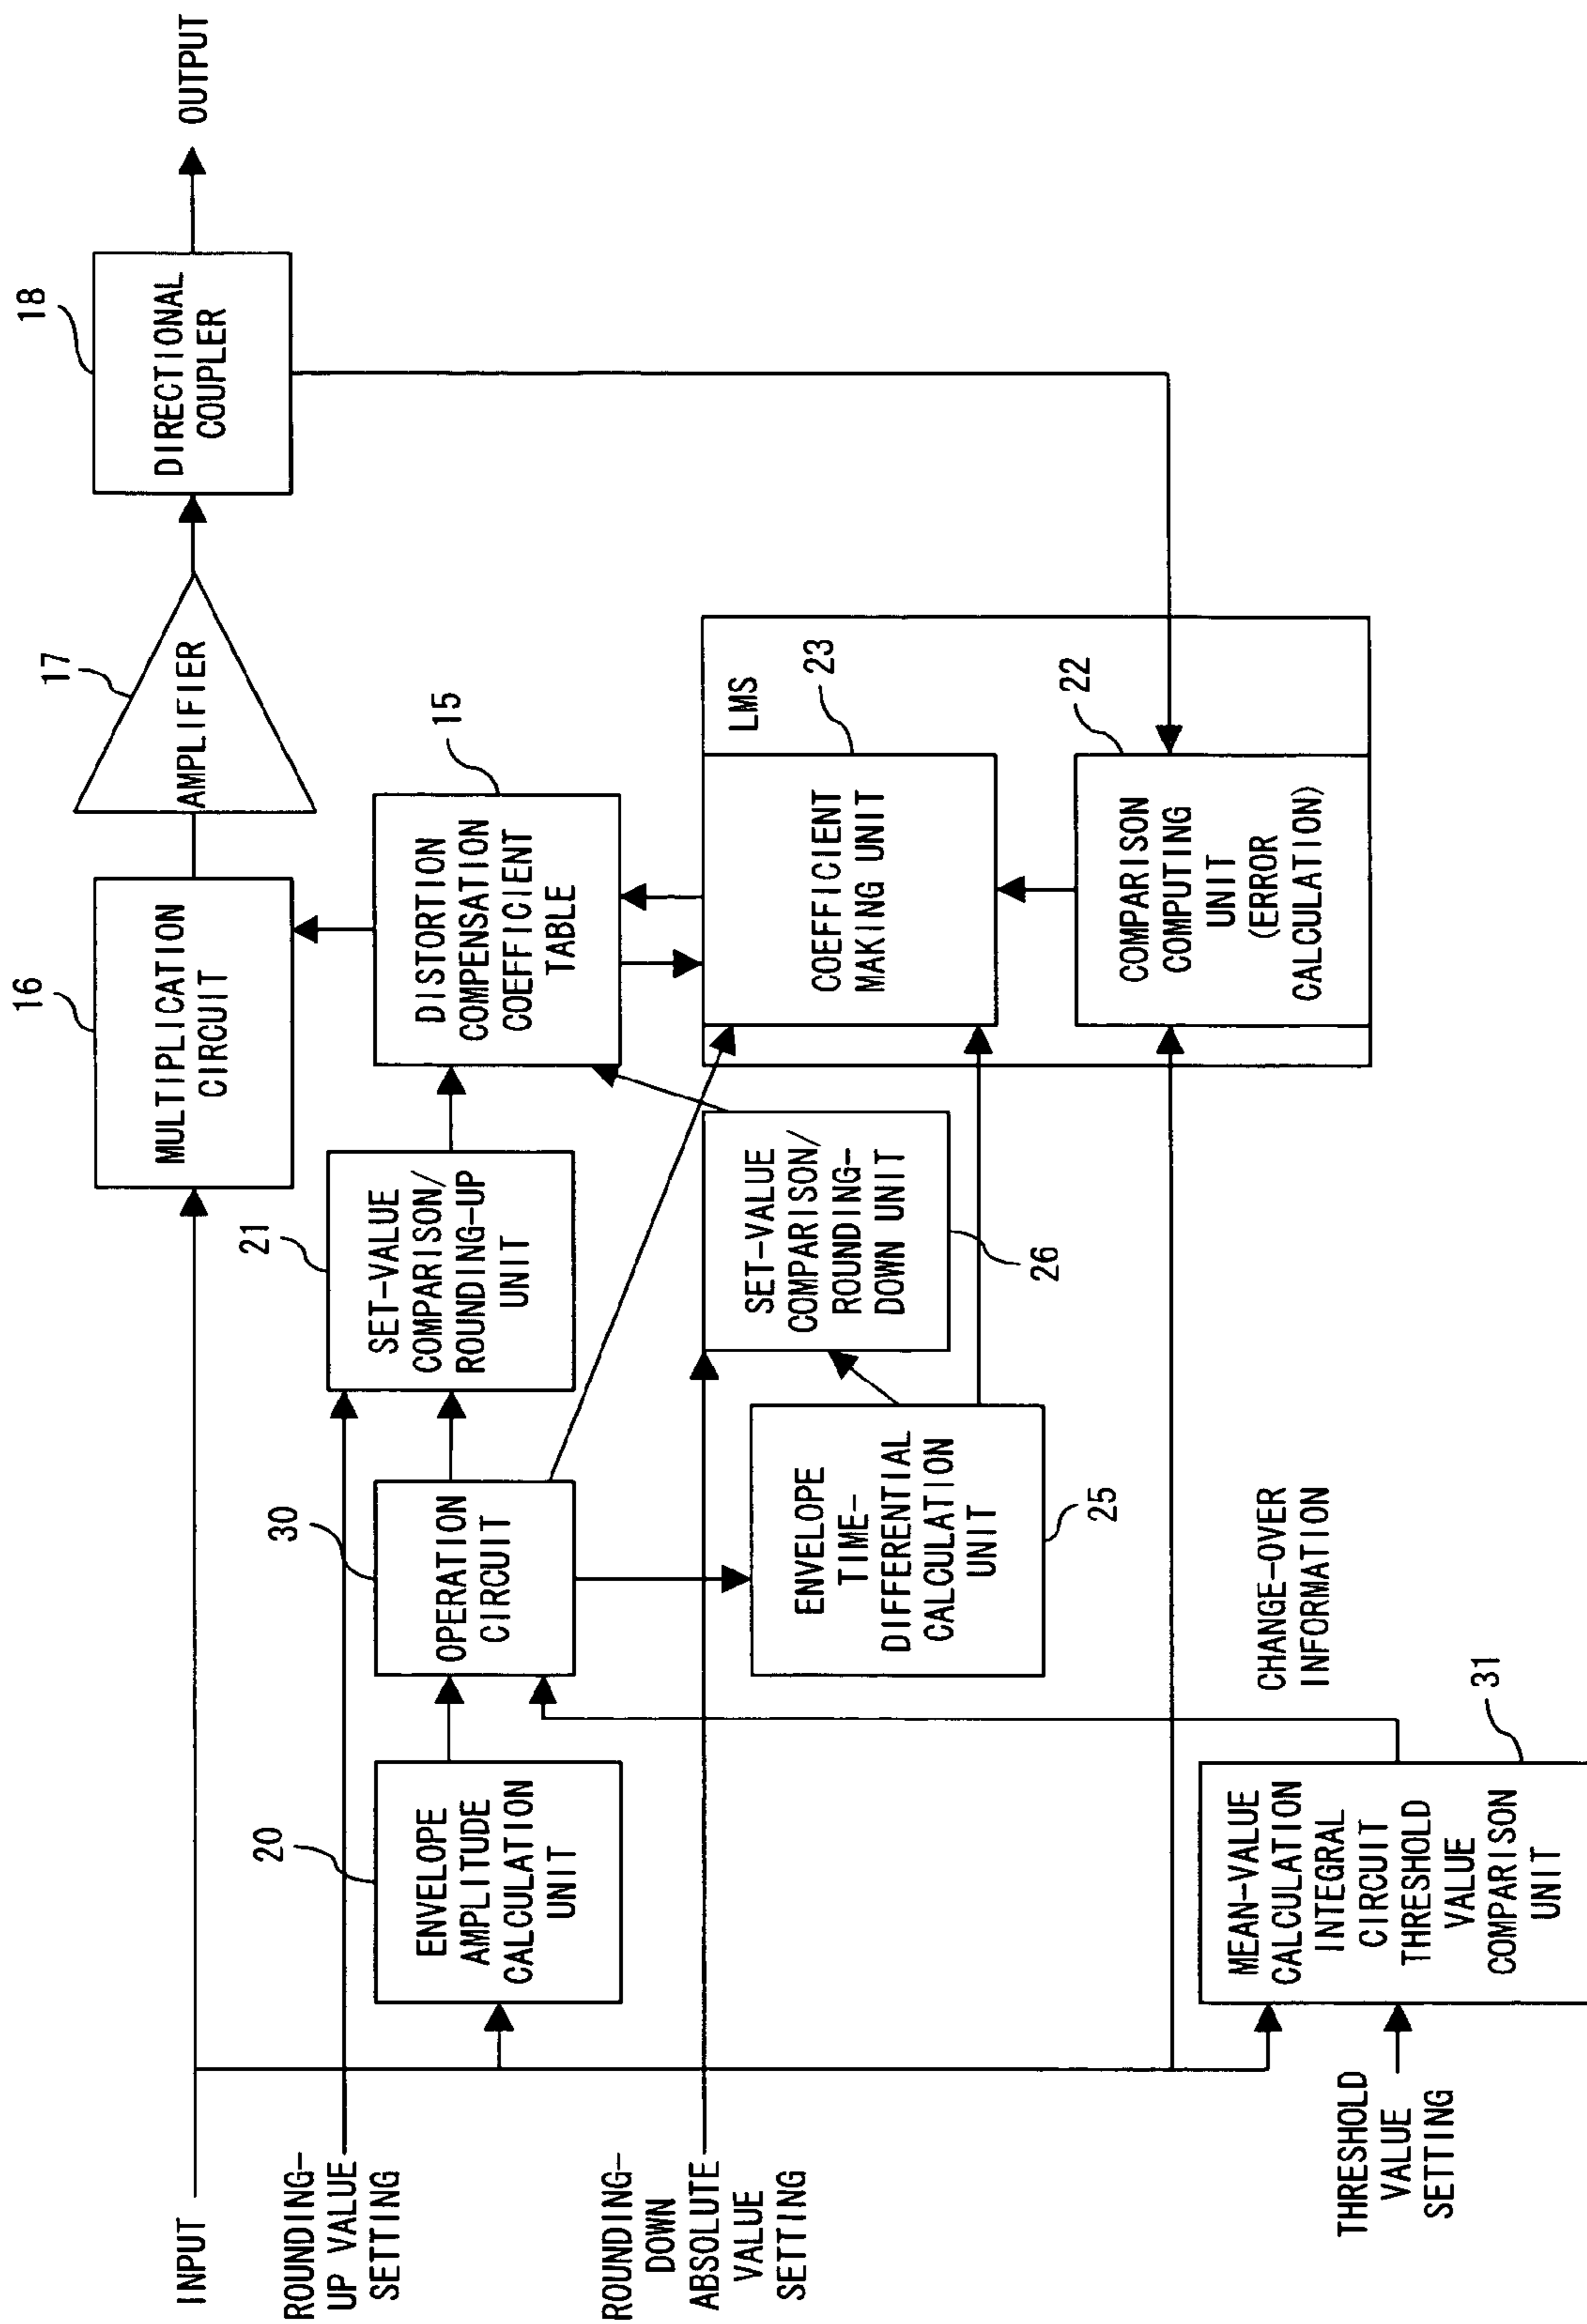 INPUT
ROUNDING-
UP VALUE
SETTING
ROUNDING-
DOWN
ABSOLUTE
VALUE
SETTING
THRESHOLD
VALUE
SETTING
20
ENVELOPE
AMPLITUDE
CALCULATION
UNIT
MEAN-VALUE
CALCULATION
INTEGRAL
CIRCUIT
THRESHOLD
VALUE
COMPARISON
UNIT
31
CHANGE-OVER
INFORMATION
30
OPERATION
CIRCUIT
ENVELOPE
TIME-
DIFFERENTIAL
CALCULATION
UNIT
25
21
SET-VALUE
COMPARISON/
ROUNDING-UP
UNIT
SET-VALUE
COMPARISON/
ROUNDING-
DOWN UNIT
26
16
MULTIPLICATION
CIRCUIT
15
DISTORTION
COMPENSATION
COEFFICIENT
TABLE
LMS
23
COEFFICIENT
MAKING UNIT
22
COMPARISON
COMPUTING
UNIT
(ERROR
CALCULATION)
17
AMPLIFIER
18
DIRECTIONAL
COUPLER
OUTPUT